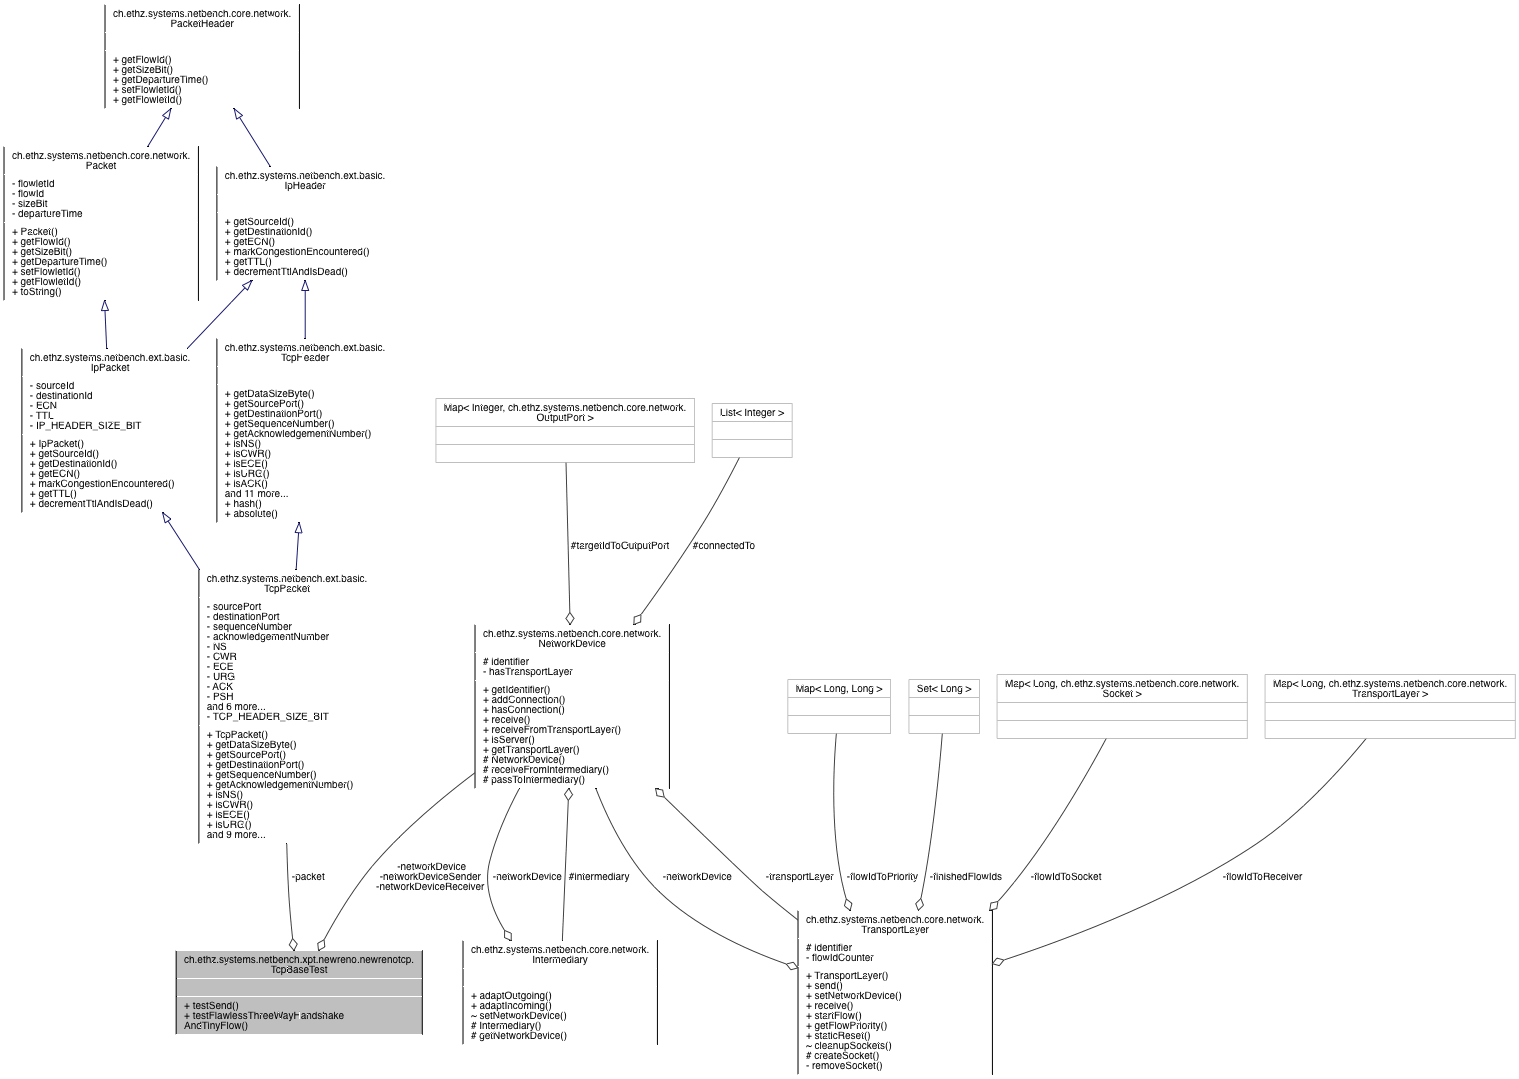 ch.ethz.systems.netbench.core.network.
PacketHeader
+ getFlowId()
+ getSizeBit()
+ getDepartureTime()
+ setFlowletId()
+ getFlowletId()
ch.ethz.systems.netbench.core.network.
Packet
- flowletId
- flowId
- sizeBit
- departureTime
+ Packet()
+ getFlowId()
+ getSizeBit()
+ getDepartureTime()
+ setFlowletId()
+ getFlowletId()
+ toString()
ch.ethz.systems.netbench.ext.basic.
IpHeader
+ getSourceId()
+ getDestinationId()
+ getECN()
+ markCongestionEncountered()
+ getTTL()
+ decrementTtlAndIsDead()
ch.ethz.systems.netbench.ext.basic.
IpPacket
- sourceId
- destinationId
- ECN
- TTL
- IP_HEADER_SIZE_BIT
+ IpPacket()
+ getSourceId()
+ getDestinationId()
+ getECN()
+ markCongestionEncountered()
+ getTTL()
+ decrementTtlAndIsDead()
ch.ethz.systems.netbench.ext.basic.
TcpHeader
+ getDataSizeByte()
+ getSourcePort()
+ getDestinationPort()
+ getSequenceNumber()
+ getAcknowledgementNumber()
+ isNS()
+ isCWR()
+ isECE()
+ isURG()
+ isACK()
and 11 more...
+ hash()
+ absolute()
Map< Integer, ch.ethz.systems.netbench.core.network.
OutputPort >
List< Integer >
#targetIdToOutputPort
#connectedTo
ch.ethz.systems.netbench.ext.basic.
TcpPacket
- sourcePort
- destinationPort
- sequenceNumber
- acknowledgementNumber
- NS
- CWR
- ECE
- URG
- ACK
- PSH
and 6 more...
- TCP_HEADER_SIZE_BIT
+ TcpPacket()
+ getDataSizeByte()
+ getSourcePort()
+ getDestinationPort()
+ getSequenceNumber()
+ getAcknowledgementNumber()
+ isNS()
+ isCWR()
+ isECE()
+ isURG()
and 9 more...
ch.ethz.systems.netbench.core.network.
NetworkDevice
# identifier
- hasTransportLayer
+ getIdentifier()
+ addConnection()
+ hasConnection()
+ receive()
+ receiveFromTransportLayer()
+ isServer()
+ getTransportLayer()
# NetworkDevice()
# receiveFromIntermediary()
# passToIntermediary()
Map< Long, Long >
Set< Long >
Map< Long, ch.ethz.systems.netbench.core.network.
Socket >
Map< Long, ch.ethz.systems.netbench.core.network.
TransportLayer >
-packet
-networkDevice
-networkDeviceSender
-networkDeviceReceiver
-networkDevice
#intermediary
-networkDevice
-transportLayer
-flowIdToPriority
-finishedFlowIds
-flowIdToSocket
-flowIdToReceiver
ch.ethz.systems.netbench.xpt.newreno.newrenotcp.
TcpBaseTest
+ testSend()
+ testFlawlessThreeWayHandshake
AndTinyFlow()
ch.ethz.systems.netbench.core.network.
Intermediary
+ adaptOutgoing()
+ adaptIncoming()
~ setNetworkDevice()
# Intermediary()
# getNetworkDevice()
ch.ethz.systems.netbench.core.network.
TransportLayer
# identifier
- flowIdCounter
+ TransportLayer()
+ send()
+ setNetworkDevice()
+ receive()
+ startFlow()
+ getFlowPriority()
+ staticReset()
~ cleanupSockets()
# createSocket()
- removeSocket()